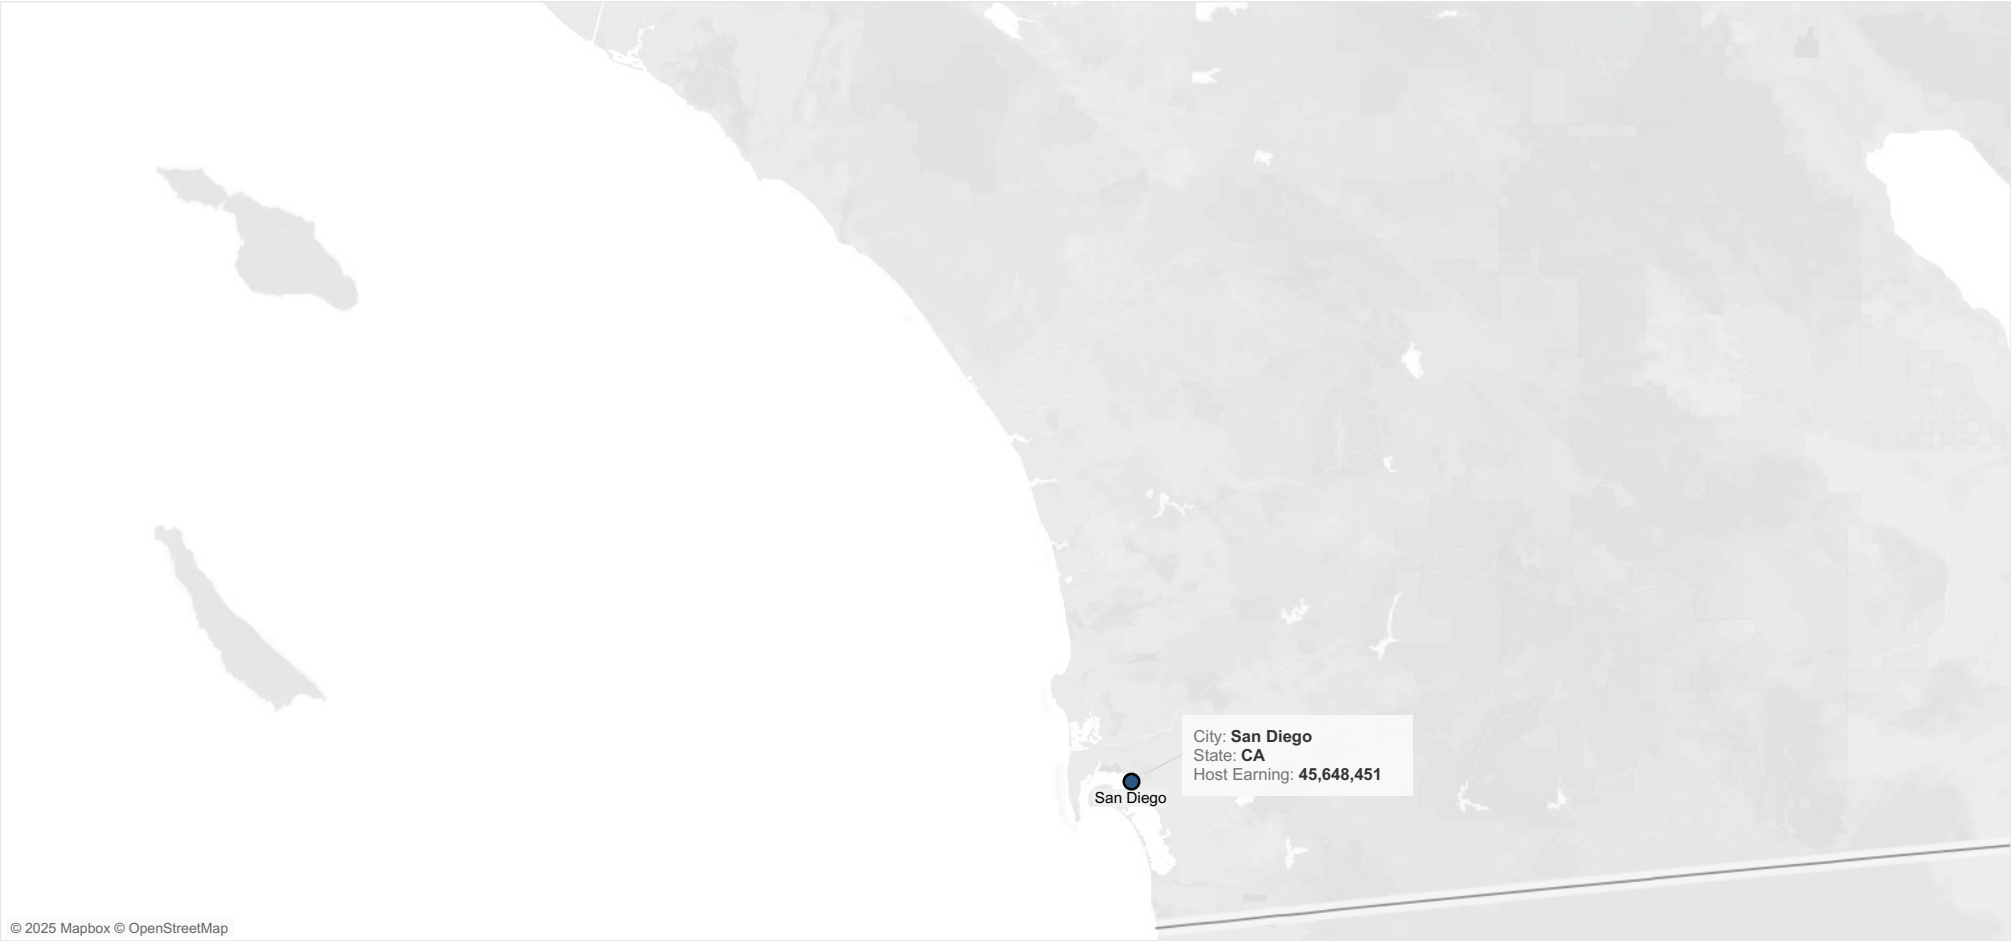 City: San Diego
State: CA
Host Earning: 45,648,451
San Diego
© 2025 Mapbox © OpenStreetMap